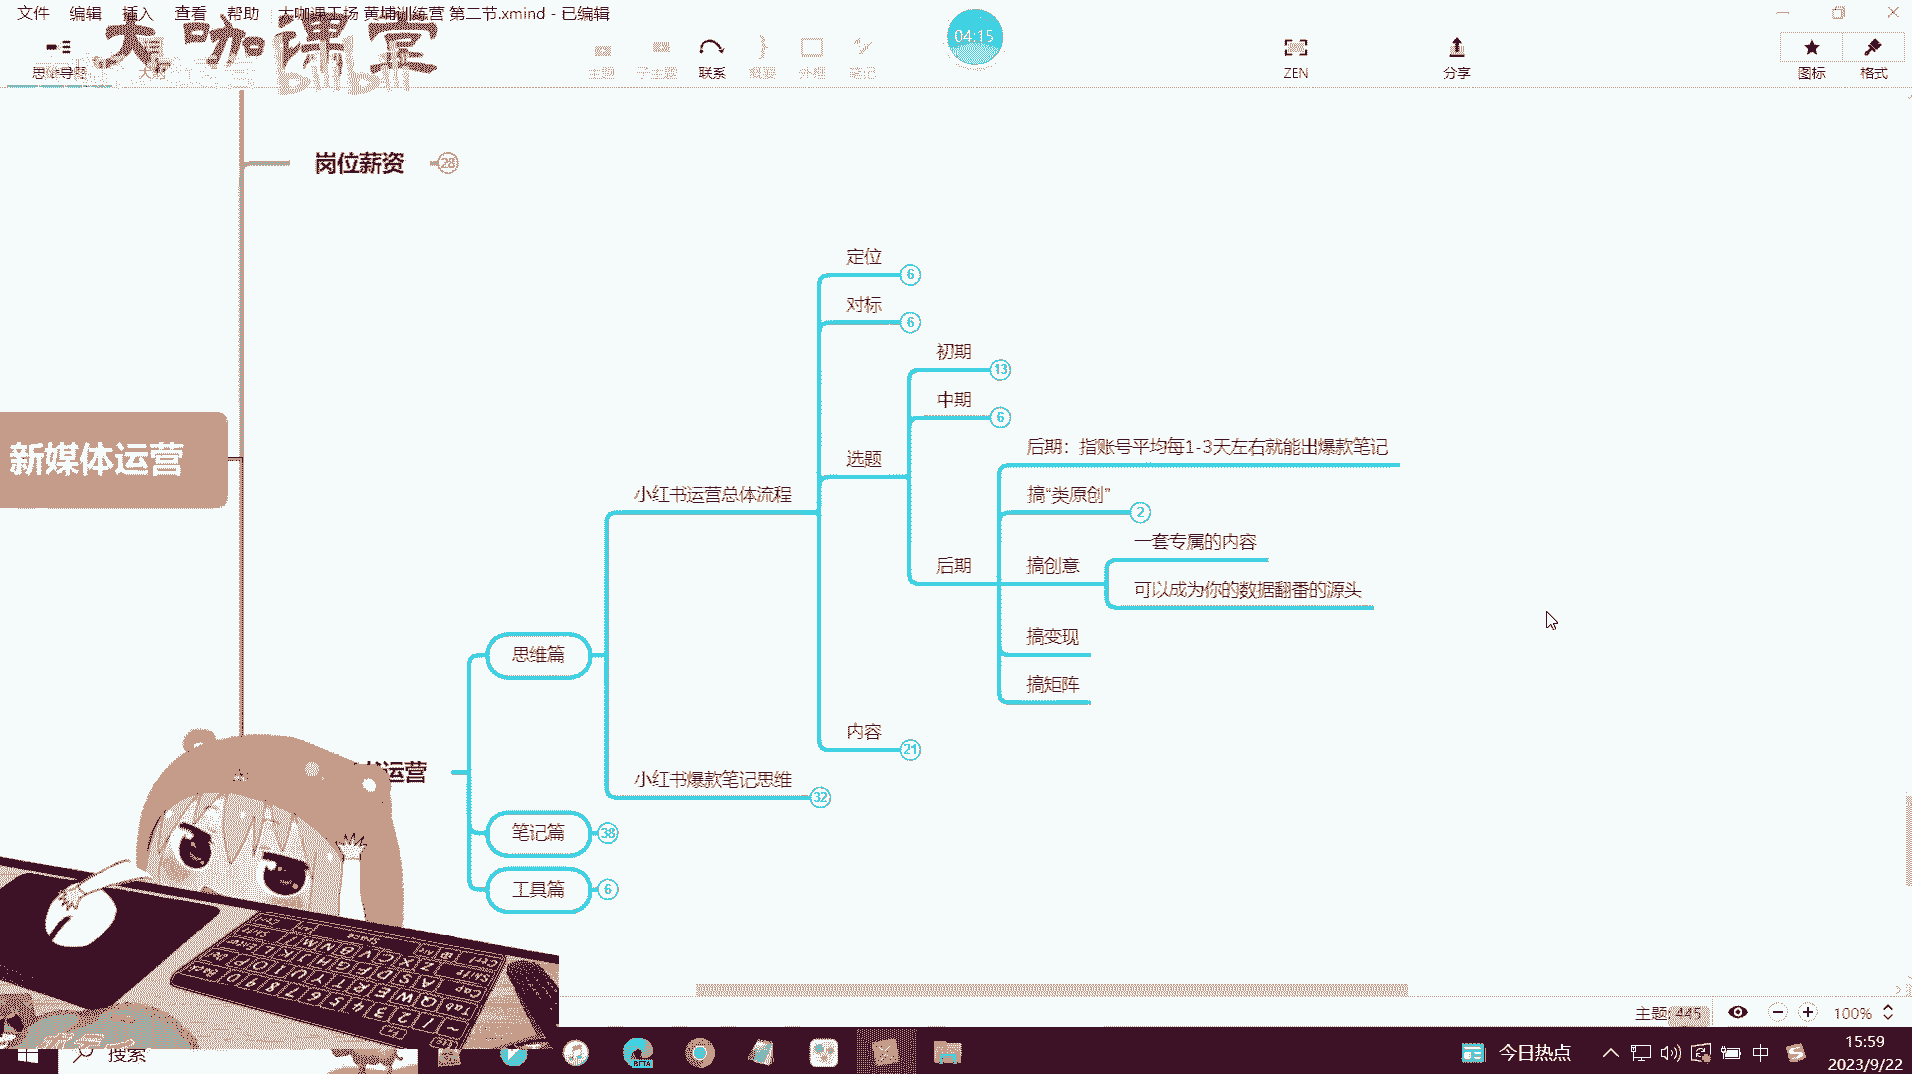 文件 编辑 插入 查看 帮助 大咖课工场 黄埔训练营 第二节.xmind - 已编辑
大咖课堂
bilibili
思维导图 大纲 主题 子主题 联系 概要 外框 笔记 04:15 ZEN 分享 图标 格式
岗位薪资 28
新媒体运营
定位 6
对标 6
初期 13
中期 6
选题
后期：指账号平均每1-3天左右就能出爆款笔记
小红书运营总体流程
搞“类原创” 2
一套专属的内容
后期
搞创意
可以成为你的数据翻番的源头
搞变现
思维篇
搞矩阵
内容 21
书运营
小红书爆款笔记思维 32
笔记篇 38
工具篇 6
主题: 445 100%
搜索
BETA
今日热点 中 15:59
2023/9/22